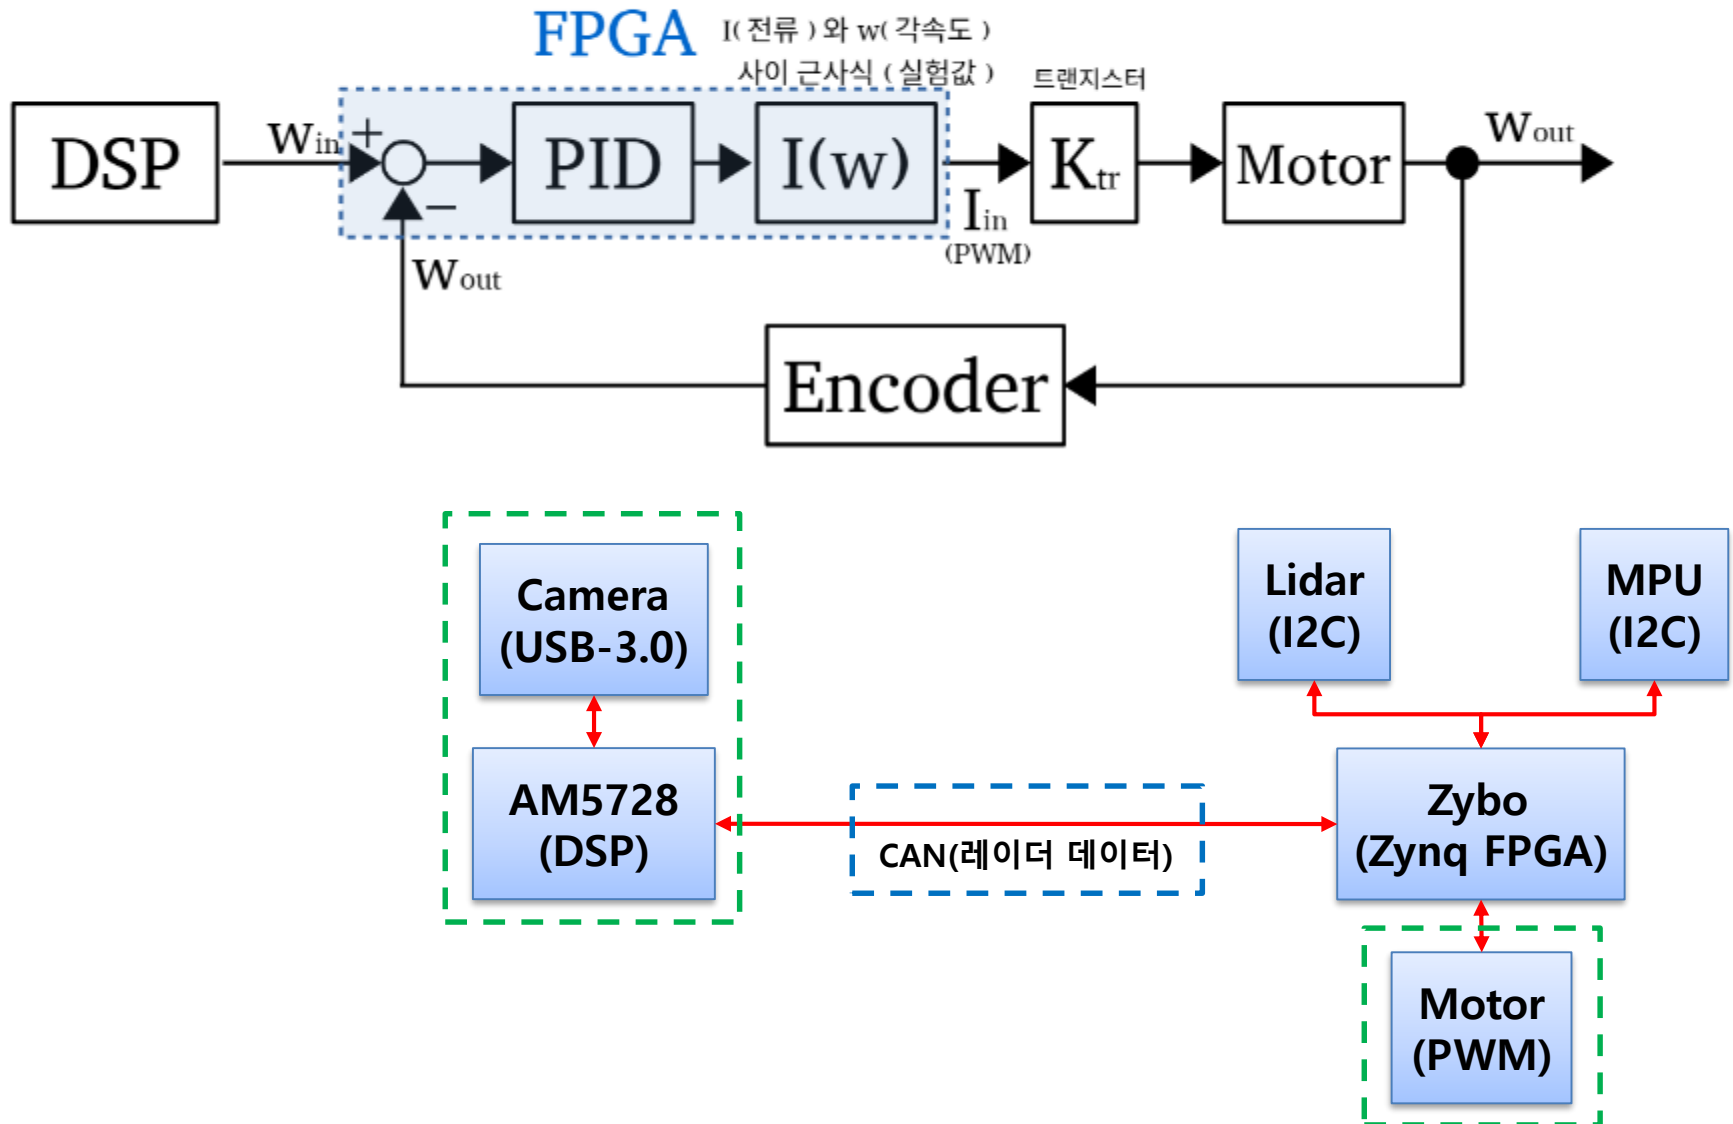 FPGA
I( 전류 ) 와 w( 각속도 )
사이 근사식 ( 실험값 )
트랜지스터
DSP
Win
+
−
PID
I(w)
Iin
(PWM)
Ktr
Motor
Wout
Wout
Encoder
Camera
(USB-3.0)
Lidar
(I2C)
MPU
(I2C)
AM5728
(DSP)
CAN(레이더 데이터)
Zybo
(Zynq FPGA)
Motor
(PWM)